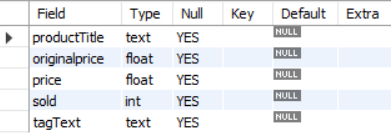 Field Type Null Key Default Extra
productTitle text YES NULL
originalprice float YES NULL
price float YES NULL
sold int YES NULL
tagText text YES NULL